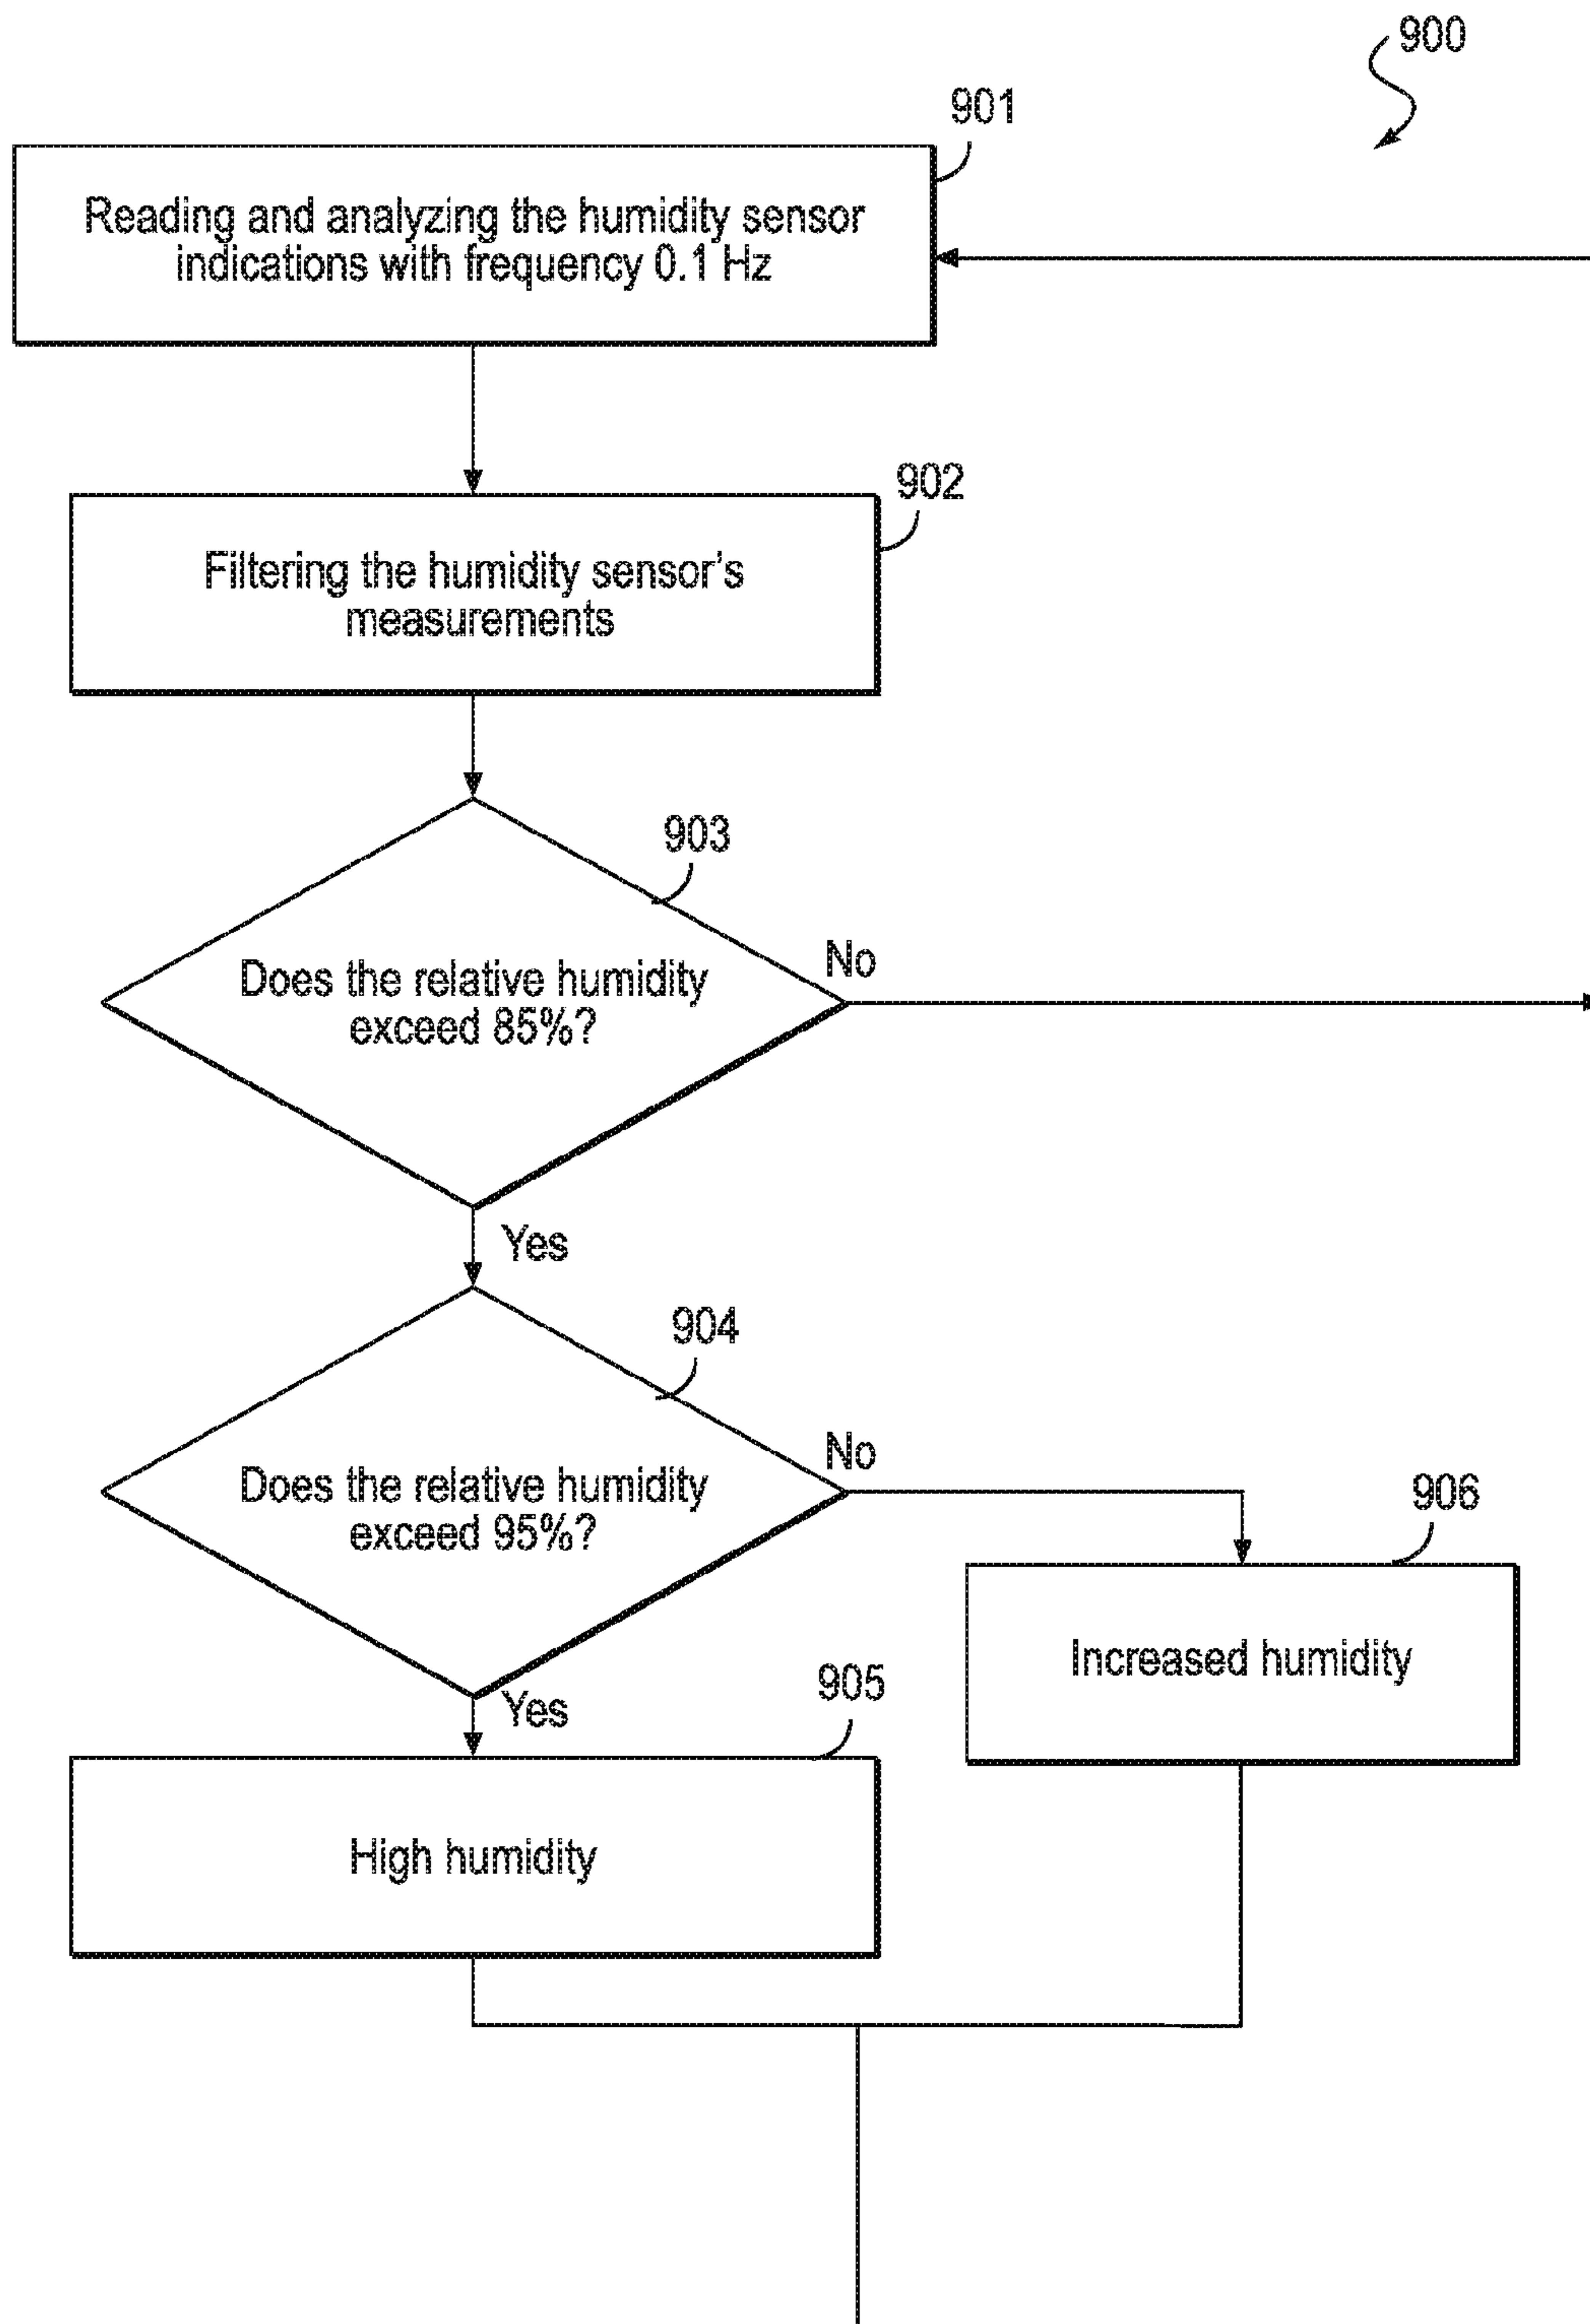 900
901
Reading and analyzing the humidity sensor
indications with frequency 0.1 Hz
902
Filtering the humidity sensor's
measurements
903
Does the relative humidity
exceed 85%?
No
Yes
904
Does the relative humidity
exceed 95%?
No
906
Increased humidity
Yes
905
High humidity